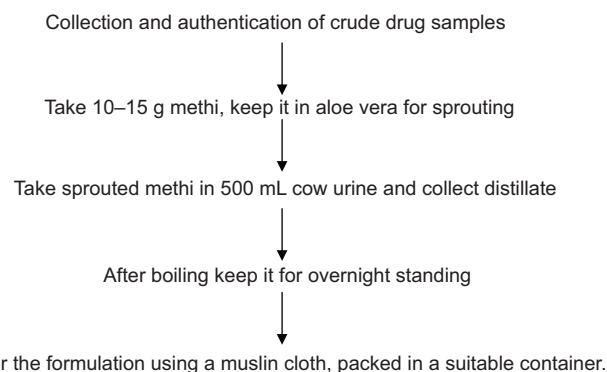 Collection and authentication of crude drug samples
Take 10–15 g methi, keep it in aloe vera for sprouting
Take sprouted methi in 500 mL cow urine and collect distillate
After boiling keep it for overnight standing
the formulation using a muslin cloth, packed in a suitable container.